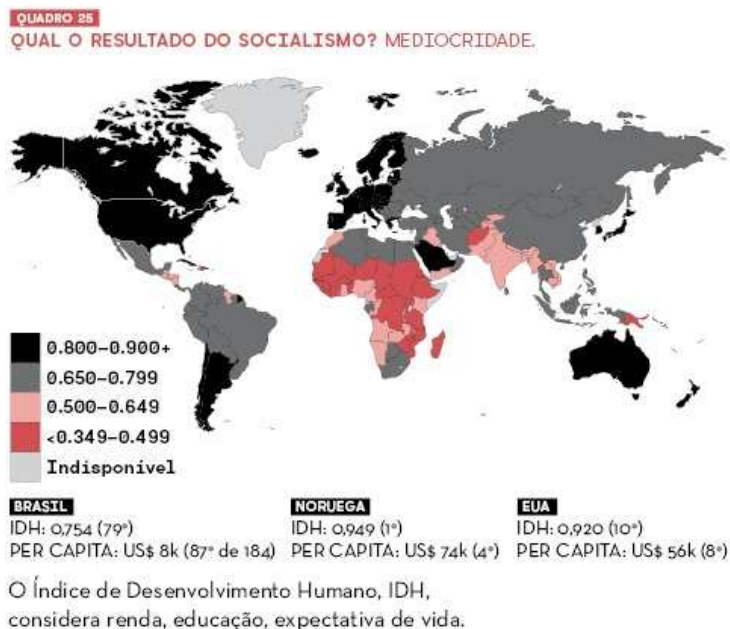 QUADRO 25
QUAL O RESULTADO DO SOCIALISMO? MEDIOCRIDADE.
0.800-0.900+
0.650-0.799
0.500-0.649
<0.349-0.499
Indisponível
BRASIL
IDH: 0,754 (79º)
PER CAPITA: US$ 8k (87º de 184)
NORUEGA
IDH: 0,949 (1º)
PER CAPITA: US$ 74k (4º)
EUA
IDH: 0,920 (10º)
PER CAPITA: US$ 56k (8º)
O Índice de Desenvolvimento Humano, IDH,
considera renda, educação, expectativa de vida.